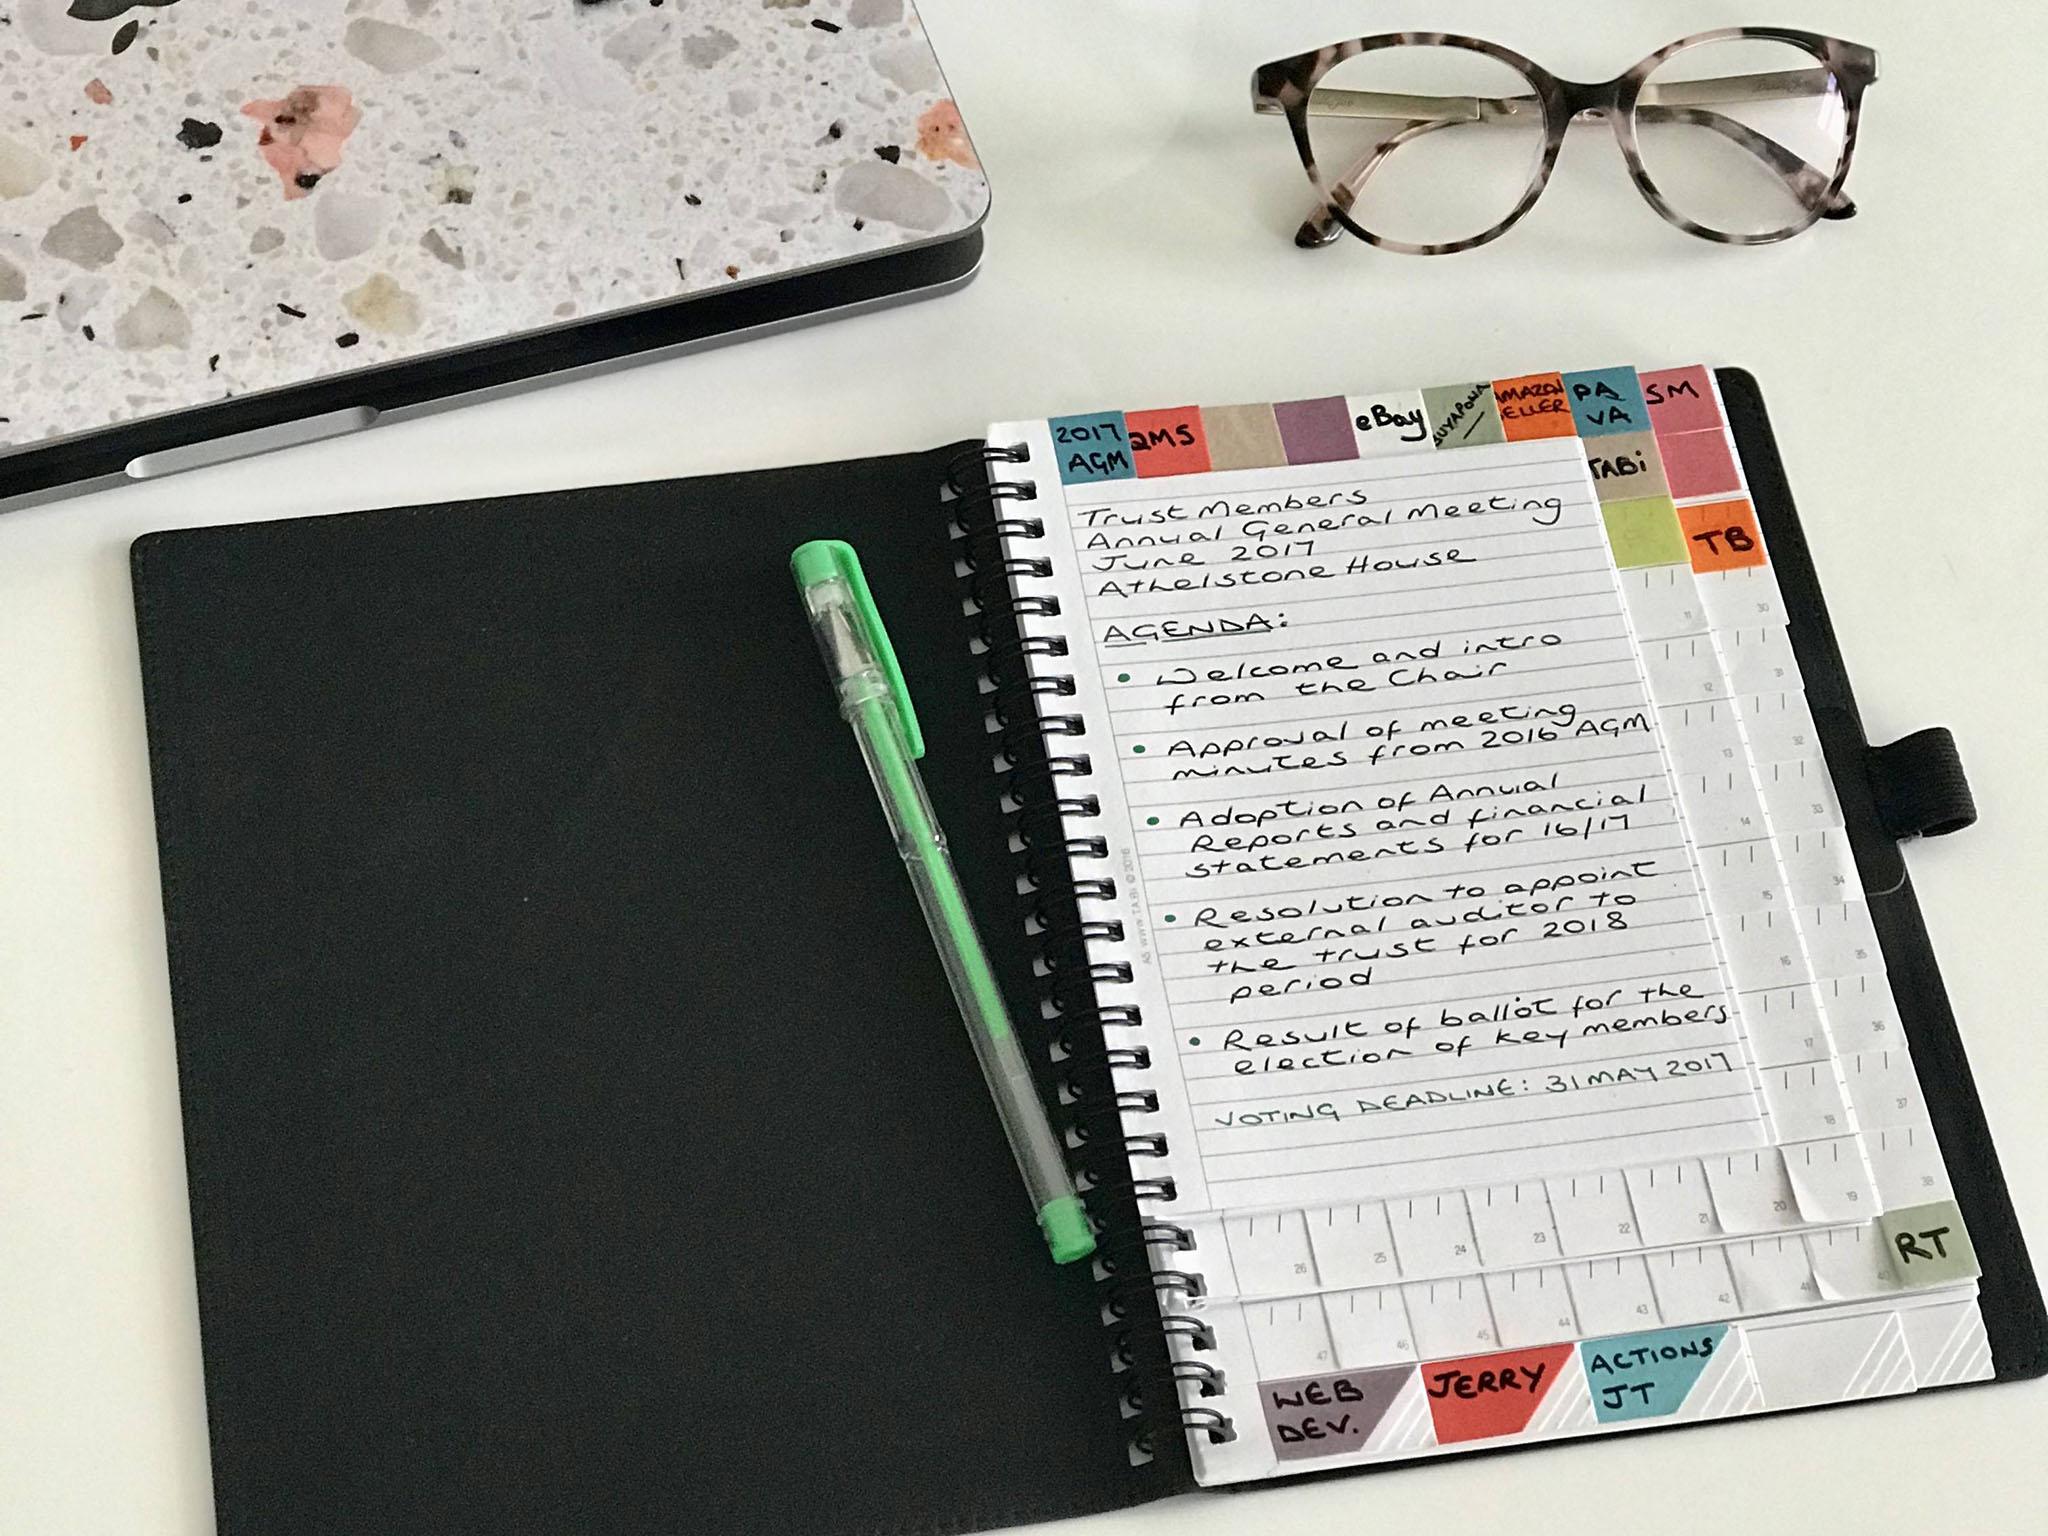 2017
AGM
QMS
eBay
AMAZON
SELLER
PA
VA
SM
TABi
TB
Trust Members
Annual General Meeting
June 2017
Athelstone House
AGENDA:
• Welcome and intro
from the Chair
• Approval of meeting
minutes from 2016 AGM
• Adoption of Annual
Reports and financial
statements for 16/17
• Resolution to appoint
external auditor to
the trust for 2018
period
• Result of ballot for the
election of key members
VOTING DEADLINE: 31 MAY 2017
A5 www.TABi © 2016
11
12
13
14
15
16
17
18
19
20
21
22
23
24
25
26
30
31
32
33
34
35
36
37
38
40
41
42
43
44
45
46
47
RT
WEB
DEV.
JERRY
ACTIONS
JT